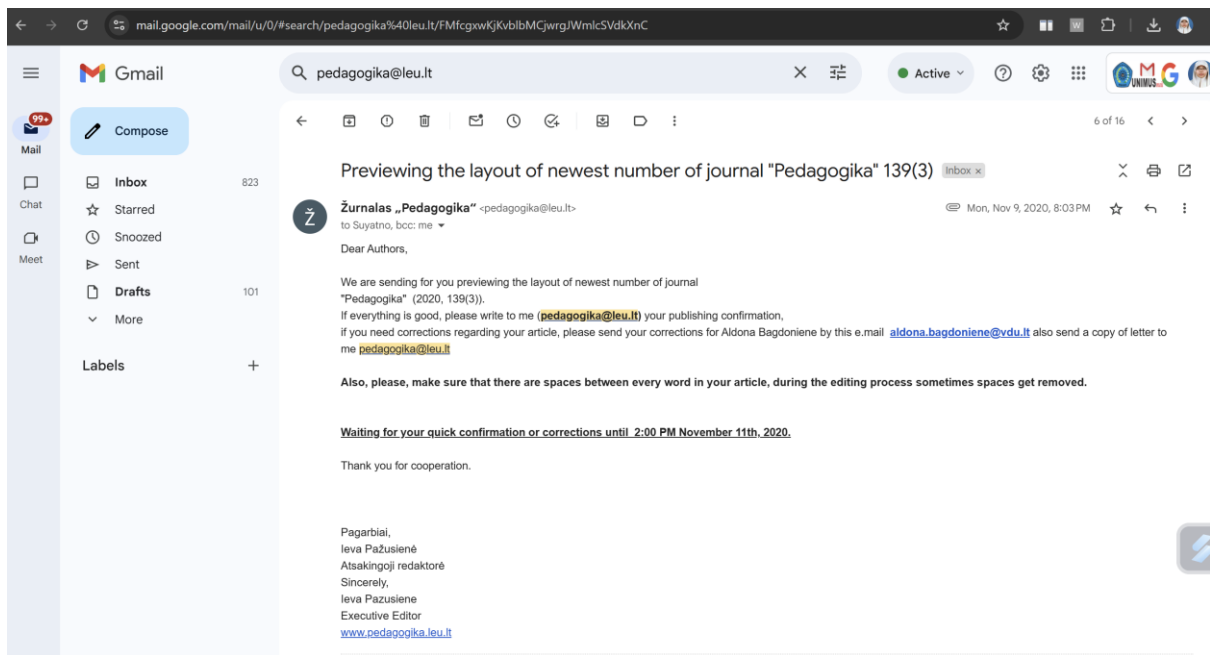 mail.google.com/mail/u/0/#search/pedagogika%40leu.lt/FMfcgxwKjKvblbMCjwrgJWmlcSVdkXnC
Gmail
pedagogika@leu.lt
Active
UNIMUS
99+
Mail
Chat
Meet
Compose
Inbox 823
Starred
Snoozed
Sent
Drafts 101
More
Labels
6 of 16
Previewing the layout of newest number of journal "Pedagogika" 139(3) Inbox ×
Ž
Žurnalas „Pedagogika“ <pedagogika@leu.lt>
Mon, Nov 9, 2020, 8:03 PM
to Suyatno, bcc: me
Dear Authors,
We are sending for you previewing the layout of newest number of journal
"Pedagogika" (2020, 139(3)).
If everything is good, please write to me (pedagogika@leu.lt) your publishing confirmation,
if you need corrections regarding your article, please send your corrections for Aldona Bagdoniene by this e.mail aldona.bagdoniene@vdu.lt also send a copy of letter to
me pedagogika@leu.lt
Also, please, make sure that there are spaces between every word in your article, during the editing process sometimes spaces get removed.
Waiting for your quick confirmation or corrections until 2:00 PM November 11th, 2020.
Thank you for cooperation.
Pagarbiai,
Ieva Pažusienė
Atsakingoji redaktorė
Sincerely,
Ieva Pazusiene
Executive Editor
www.pedagogika.leu.lt